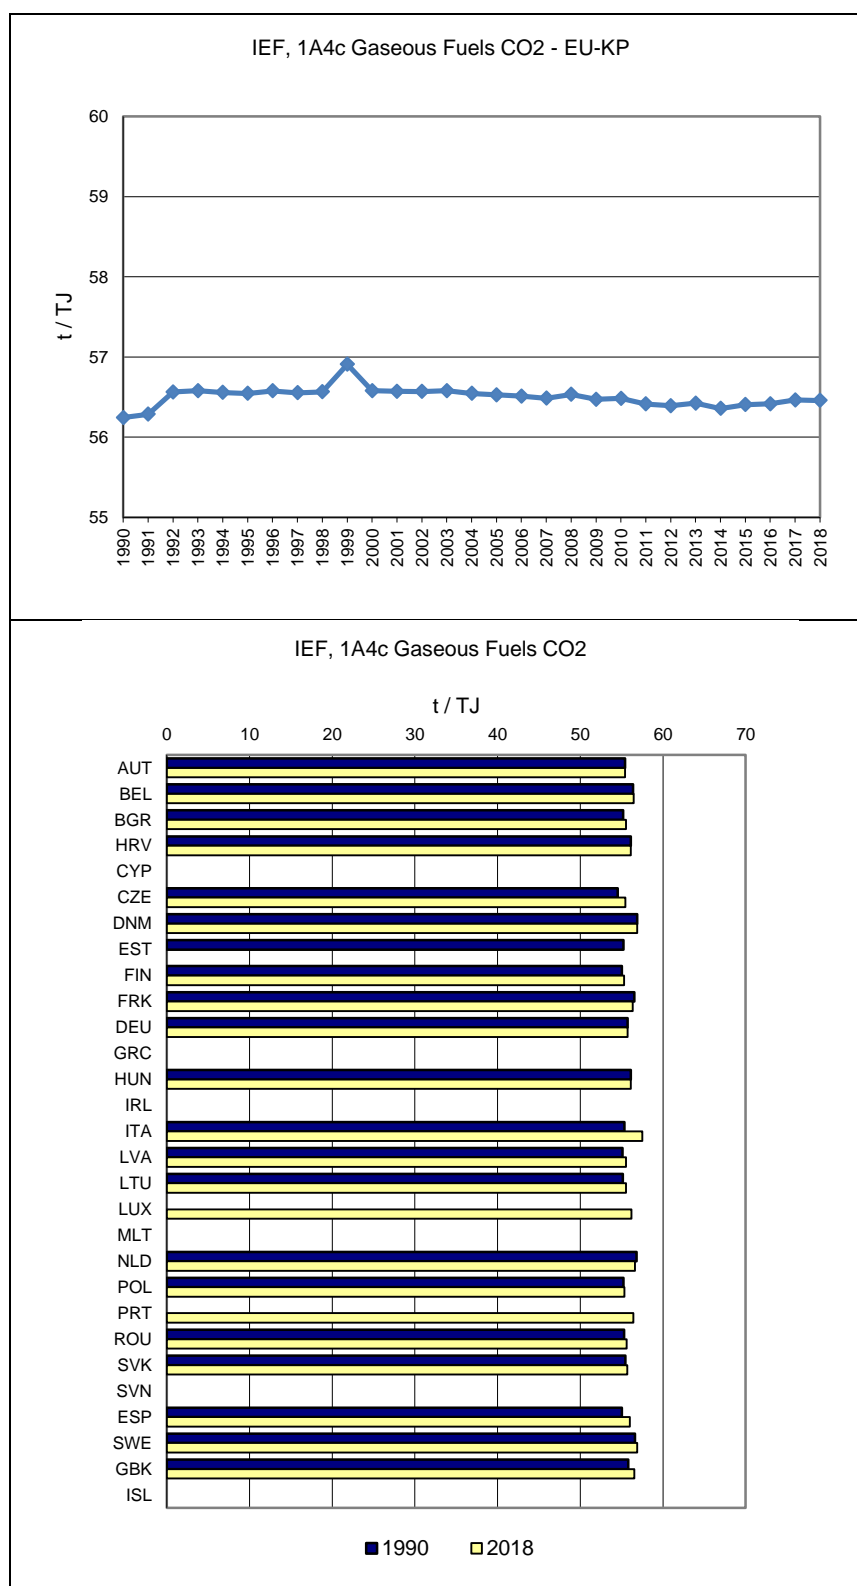 IEF, 1A4c Gaseous Fuels CO2 - EU-KP
60
59
58
57
56
55
t / TJ
1990 1991 1992 1993 1994 1995 1996 1997 1998 1999 2000 2001 2002 2003 2004 2005 2006 2007 2008 2009 2010 2011 2012 2013 2014 2015 2016 2017 2018
IEF, 1A4c Gaseous Fuels CO2
t / TJ
0 10 20 30 40 50 60 70
AUT
BEL
BGR
HRV
CYP
CZE
DNM
EST
FIN
FRK
DEU
GRC
HUN
IRL
ITA
LVA
LTU
LUX
MLT
NLD
POL
PRT
ROU
SVK
SVN
ESP
SWE
GBK
ISL
1990 2018